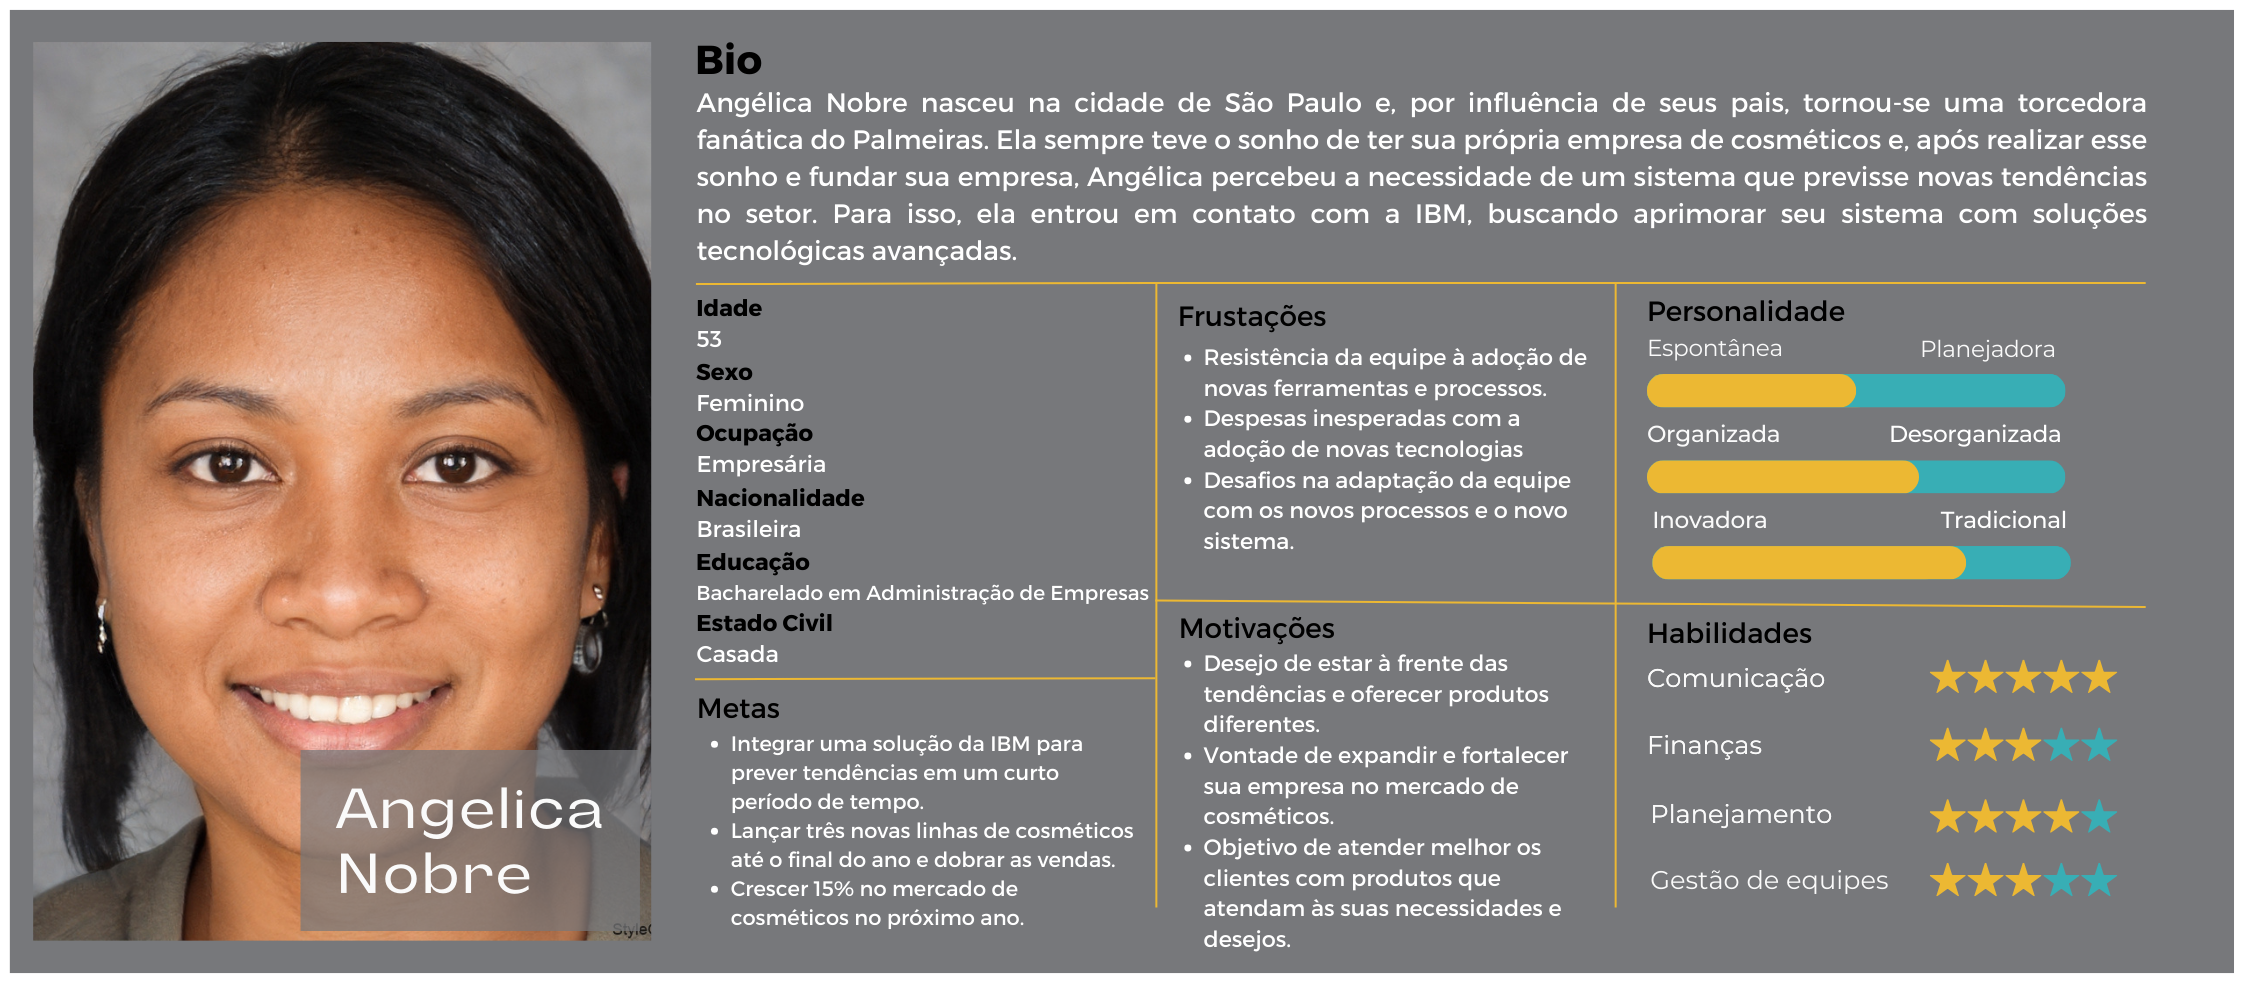 Bio
Angélica Nobre nasceu na cidade de São Paulo e, por influência de seus pais, tornou-se uma torcedora
fanática do Palmeiras. Ela sempre teve o sonho de ter sua própria empresa de cosméticos e, após realizar esse
sonho e fundar sua empresa, Angélica percebeu a necessidade de um sistema que previsse novas tendências
no setor. Para isso, ela entrou em contato com a IBM, buscando aprimorar seu sistema com soluções
tecnológicas avançadas.
Idade
53
Sexo
Feminino
Ocupação
Empresária
Nacionalidade
Brasileira
Educação
Bacharelado em Administração de Empresas
Estado Civil
Casada
Metas
• Integrar uma solução da IBM para
prever tendências em um curto
período de tempo.
• Lançar três novas linhas de cosméticos
até o final do ano e dobrar as vendas.
• Crescer 15% no mercado de
cosméticos no próximo ano.
Frustações
• Resistência da equipe à adoção de
novas ferramentas e processos.
• Despesas inesperadas com a
adoção de novas tecnologias
• Desafios na adaptação da equipe
com os novos processos e o novo
sistema.
Motivações
• Desejo de estar à frente das
tendências e oferecer produtos
diferentes.
• Vontade de expandir e fortalecer
sua empresa no mercado de
cosméticos.
• Objetivo de atender melhor os
clientes com produtos que
atendam às suas necessidades e
desejos.
Personalidade
Espontânea Planejadora
Organizada Desorganizada
Inovadora Tradicional
Habilidades
Comunicação
Finanças
Planejamento
Gestão de equipes
Angelica
Nobre